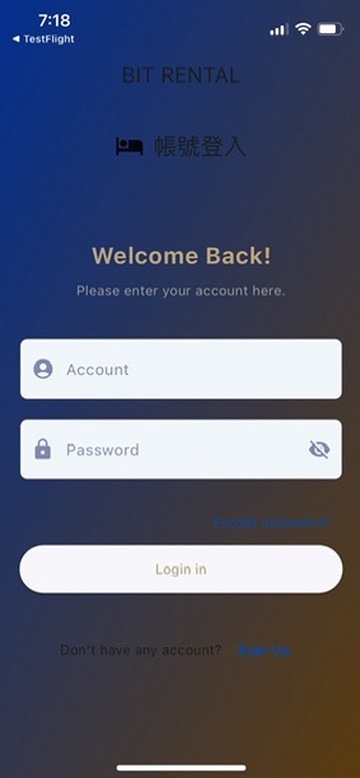 7:18
◀ TestFlight
BIT RENTAL
帳號登入
Welcome Back!
Please enter your account here.
Account
Password
Forgot password?
Login in
Don't have any account? Sign Up